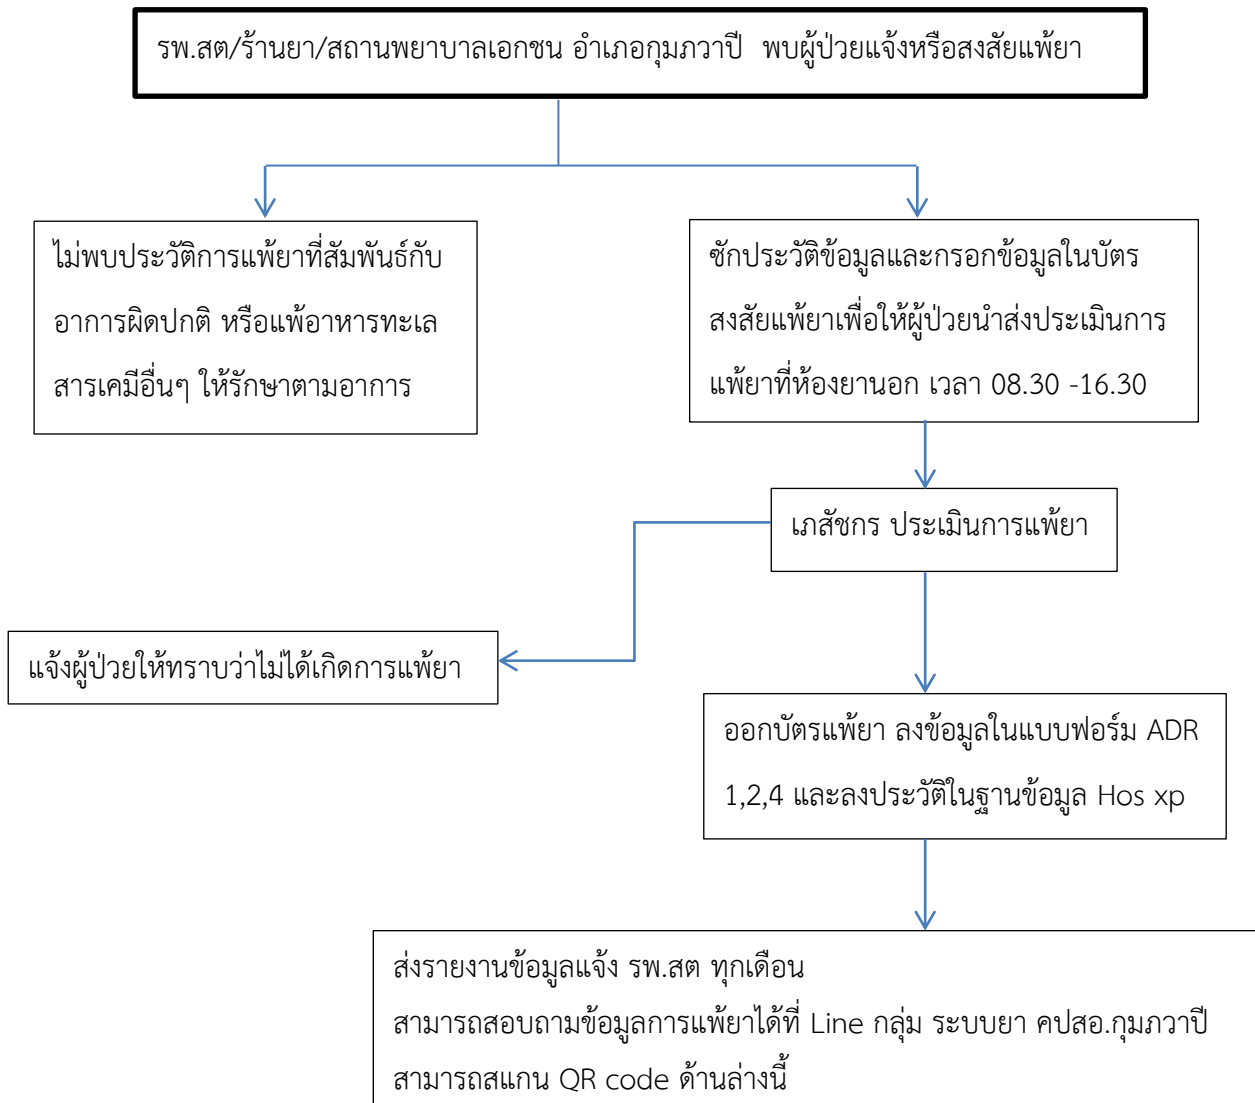 รพ.สต/ร้านยา/สถานพยาบาลเอกชน อำเภอกุมภวาปี พบผู้ป่วยแจ้งหรือสงสัยแพ้ยา
ไม่พบประวัติการแพ้ยาที่สัมพันธ์กับ
อาการผิดปกติ หรือแพ้อาหารทะเล
สารเคมีอื่นๆ ให้รักษาตามอาการ
ซักประวัติข้อมูลและกรอกข้อมูลในบัตร
สงสัยแพ้ยาเพื่อให้ผู้ป่วยนำส่งประเมินการ
แพ้ยาที่ห้องยานอก เวลา 08.30 -16.30
เภสัชกร ประเมินการแพ้ยา
แจ้งผู้ป่วยให้ทราบว่าไม่ได้เกิดการแพ้ยา
ออกบัตรแพ้ยา ลงข้อมูลในแบบฟอร์ม ADR
1,2,4 และลงประวัติในฐานข้อมูล Hos xp
ส่งรายงานข้อมูลแจ้ง รพ.สต ทุกเดือน
สามารถสอบถามข้อมูลการแพ้ยาได้ที่ Line กลุ่ม ระบบยา คปสอ.กุมภวาปี
สามารถสแกน QR code ด้านล่างนี้